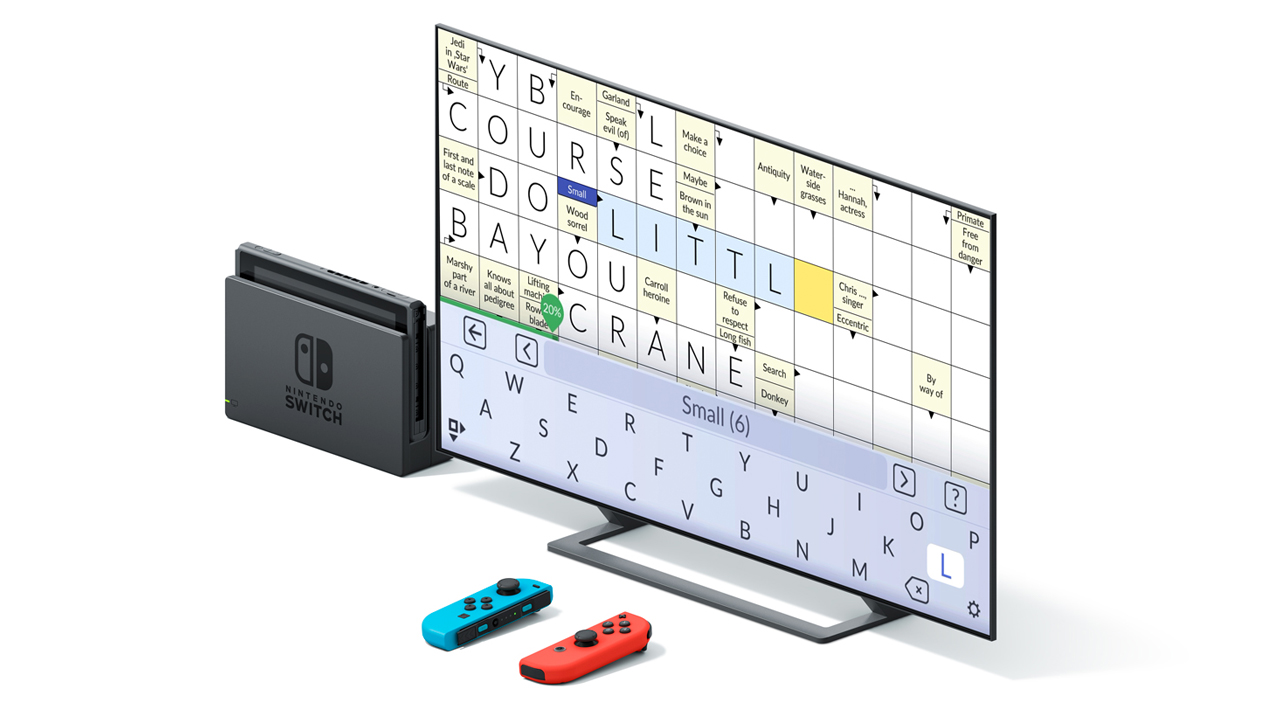 Jedi
in ‚Star
Wars'
Route
Y B
En-
courage
Garland
Speak
evil (of)
L
Make a
choice
Antiquity
Water-
side
grasses
...
Hannah,
actress
Primate
Free
from
danger
C O U R S E
Maybe
Brown in
the sun
First and
last note
of a scale
D O
Small
Wood
sorrel
L I T T L
Chris ...,
singer
Eccentric
B A Y O U
Carroll
heroine
Refuse
to
respect
Long fish
By
way of
Marshy
part
of a river
Knows
all about
pedigree
Lifting
blade
20%
C R A N E
Search
Donkey
Small (6)
?
Q W E R T Y U I O P
A S D F G H J K L
Z X C V B N M
NINTENDO
SWITCH